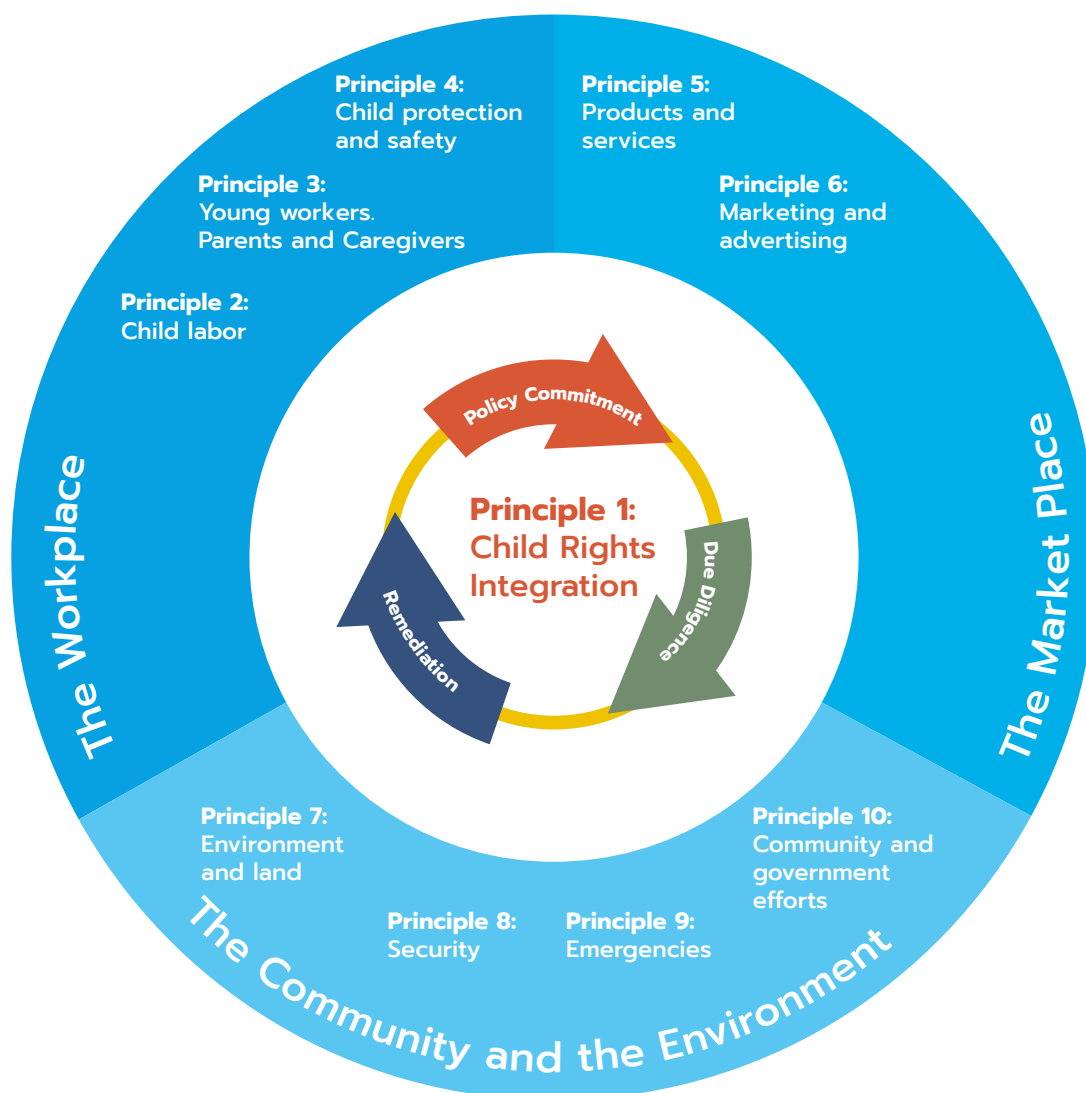 Principle 4:
Child protection
and safety
Principle 5:
Products and
services
Principle 3:
Young workers.
Parents and Caregivers
Principle 6:
Marketing and
advertising
Principle 2:
Child labor
The Workplace
The Market Place
Policy Commitment
Principle 1:
Child Rights
Integration
Due Diligence
Remediation
Principle 7:
Environment
and land
Principle 8:
Security
Principle 9:
Emergencies
Principle 10:
Community and
government
efforts
The Community and the Environment